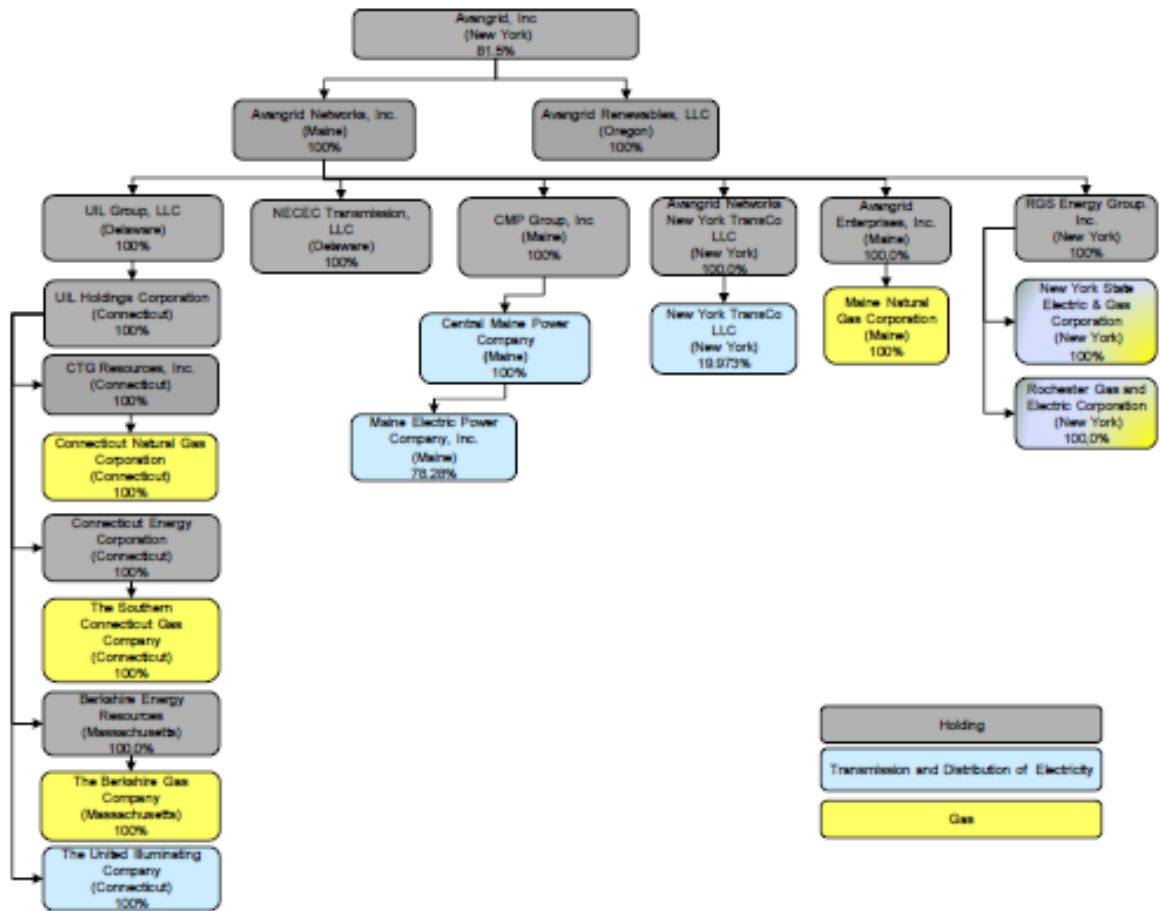 Avangrid, Inc
(New York)
81.5%
Avangrid Networks, Inc.
(Maine)
100%
Avangrid Renewables, LLC
(Oregon)
100%
UIL Group, LLC
(Delaware)
100%
NECEC Transmission,
LLC
(Delaware)
100%
CMP Group, Inc
(Maine)
100%
Avangrid Networks
New York TransCo
LLC
(New York)
100,0%
Avangrid
Enterprises, Inc.
(Maine)
100,0%
RGS Energy Group.
Inc.
(New York)
100%
UIL Holdings Corporation
(Connecticut)
100%
Central Maine Power
Company
(Maine)
100%
New York TransCo
LLC
(New York)
19.973%
Maine Natural
Gas Corporation
(Maine)
100%
New York State
Electric & Gas
Corporation
(New York)
100%
CTG Resources, Inc.
(Connecticut)
100%
Maine Electric Power
Company, Inc.
(Maine)
78.28%
Rochester Gas and
Electric Corporation
(New York)
100,0%
Connecticut Natural Gas
Corporation
(Connecticut)
100%
Connecticut Energy
Corporation
(Connecticut)
100%
The Southern
Connecticut Gas
Company
(Connecticut)
100%
Berkshire Energy
Resources
(Massachusetts)
100,0%
The Berkshire Gas
Company
(Massachusetts)
100%
The United Illuminating
Company
(Connecticut)
100%
Holding
Transmission and Distribution of Electricity
Gas